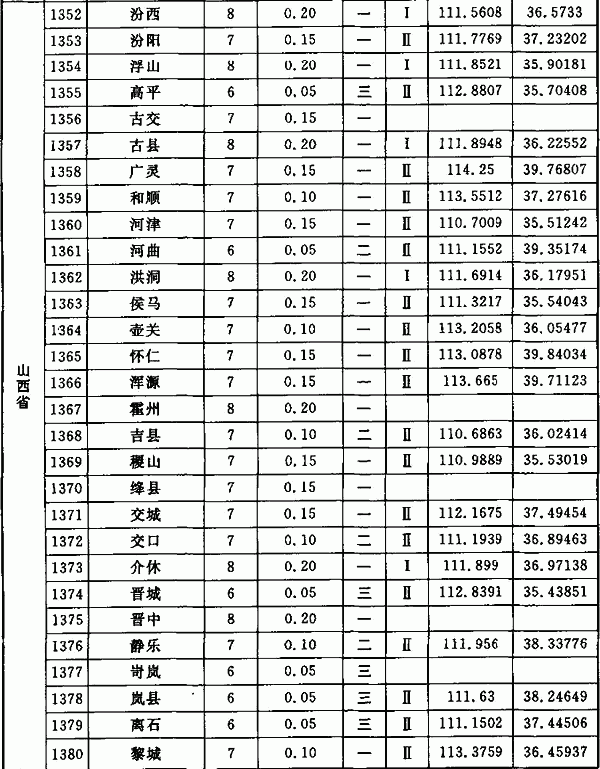 山西省
1352 汾西 8 0.20 一 Ⅰ 111.5608 36.5733
1353 汾阳 7 0.15 一 Ⅱ 111.7769 37.23202
1354 浮山 8 0.20 一 Ⅰ 111.8521 35.90181
1355 高平 6 0.05 三 Ⅱ 112.8807 35.70408
1356 古交 7 0.15 一
1357 古县 8 0.20 一 Ⅰ 111.8948 36.22552
1358 广灵 7 0.15 一 Ⅱ 114.25 39.76807
1359 和顺 7 0.10 一 Ⅱ 113.5512 37.27616
1360 河津 7 0.15 一 Ⅱ 110.7009 35.51242
1361 河曲 6 0.05 二 Ⅱ 111.1552 39.35174
1362 洪洞 8 0.20 一 Ⅰ 111.6914 36.17951
1363 侯马 7 0.15 一 Ⅱ 111.3217 35.54043
1364 壶关 7 0.10 一 Ⅱ 113.2058 36.05477
1365 怀仁 7 0.15 一 Ⅱ 113.0878 39.84034
1366 浑源 7 0.15 一 Ⅱ 113.665 39.71123
1367 霍州 8 0.20 一
1368 吉县 7 0.10 二 Ⅱ 110.6863 36.02414
1369 稷山 7 0.15 一 Ⅱ 110.9889 35.53019
1370 绛县 7 0.15 一
1371 交城 7 0.15 一 Ⅱ 112.1675 37.49454
1372 交口 7 0.10 二 Ⅱ 111.1939 36.89463
1373 介休 8 0.20 一 Ⅰ 111.899 36.97138
1374 晋城 6 0.05 三 Ⅱ 112.8391 35.43851
1375 晋中 8 0.20 一
1376 静乐 7 0.10 二 Ⅱ 111.956 38.33776
1377 岢岚 6 0.05 三
1378 岚县 6 0.05 三 Ⅱ 111.63 38.24649
1379 离石 6 0.05 三 Ⅱ 111.1502 37.44506
1380 黎城 7 0.10 一 Ⅱ 113.3759 36.45937